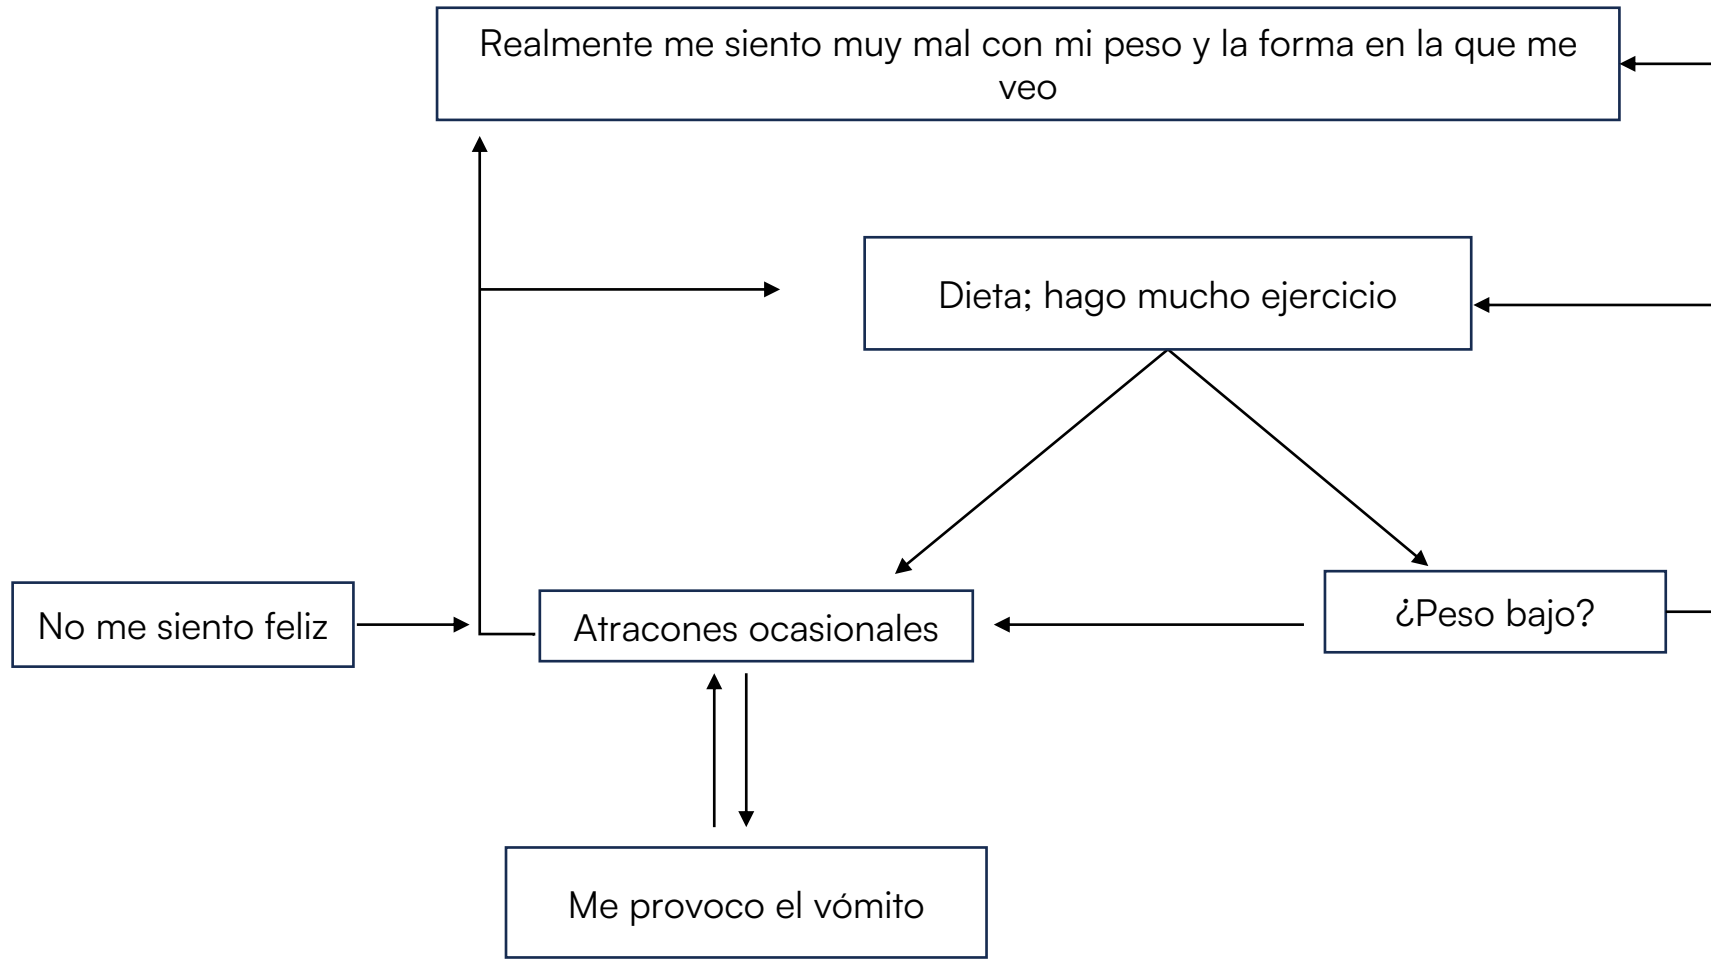 Realmente me siento muy mal con mi peso y la forma en la que me
veo
Dieta; hago mucho ejercicio
No me siento feliz
Atracones ocasionales
¿Peso bajo?
Me provoco el vómito